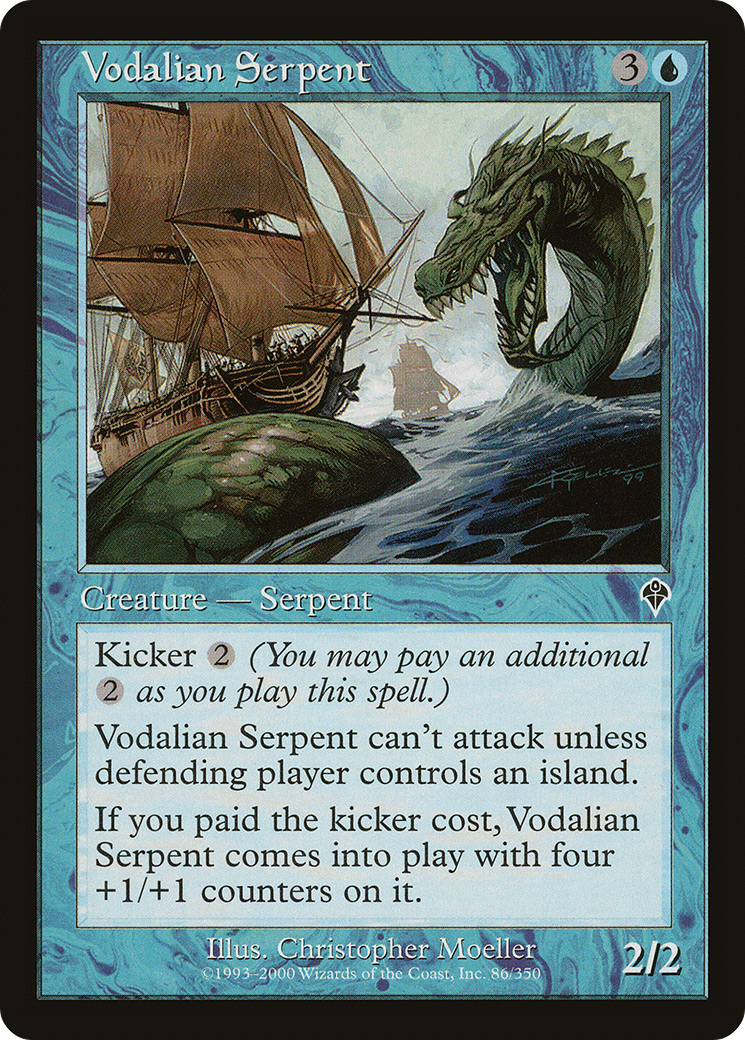 Vodalian Serpent 3
Creature — Serpent
Kicker 2 (You may pay an additional
2 as you play this spell.)
Vodalian Serpent can't attack unless
defending player controls an island.
If you paid the kicker cost, Vodalian
Serpent comes into play with four
+1/+1 counters on it.
Illus. Christopher Moeller
©1993–2000 Wizards of the Coast, Inc. 86/350
2/2